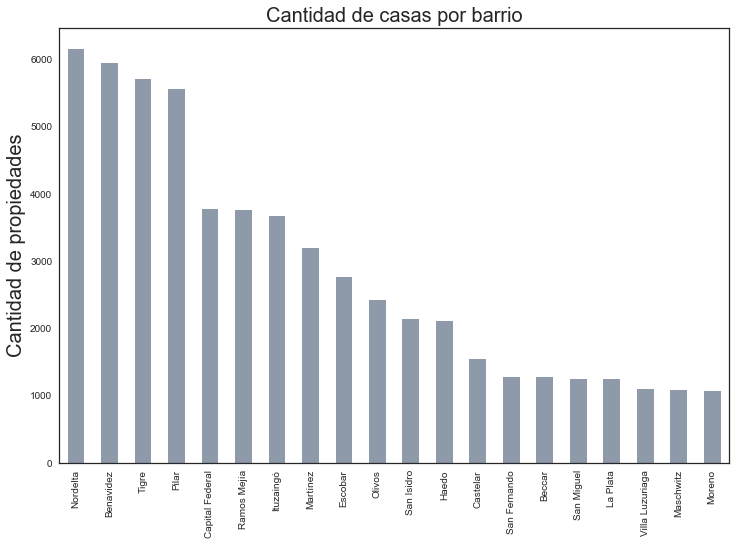 Cantidad de casas por barrio
Cantidad de propiedades
6000
5000
4000
3000
2000
1000
0
Nordelta
Benavidez
Tigre
Pilar
Capital Federal
Ramos Mejia
Ituzaingó
Martinez
Escobar
Olivos
San Isidro
Haedo
Castelar
San Fernando
Beccar
San Miguel
La Plata
Villa Luzuriaga
Maschwitz
Moreno